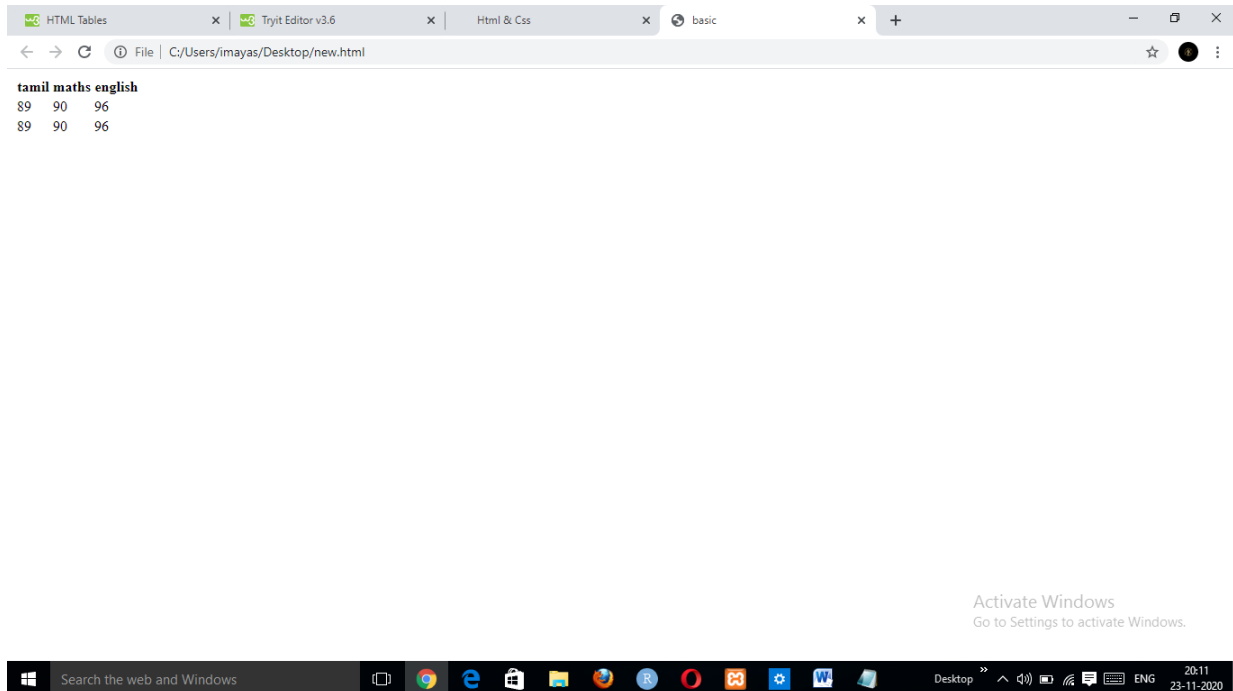 HTML Tables
Tryit Editor v3.6
Html & Css
basic
File
C:/Users/imayas/Desktop/new.html
tamil maths english
89 90 96
89 90 96
Activate Windows
Go to Settings to activate Windows.
Search the web and Windows
R
W
Desktop
ENG
20:11
23-11-2020